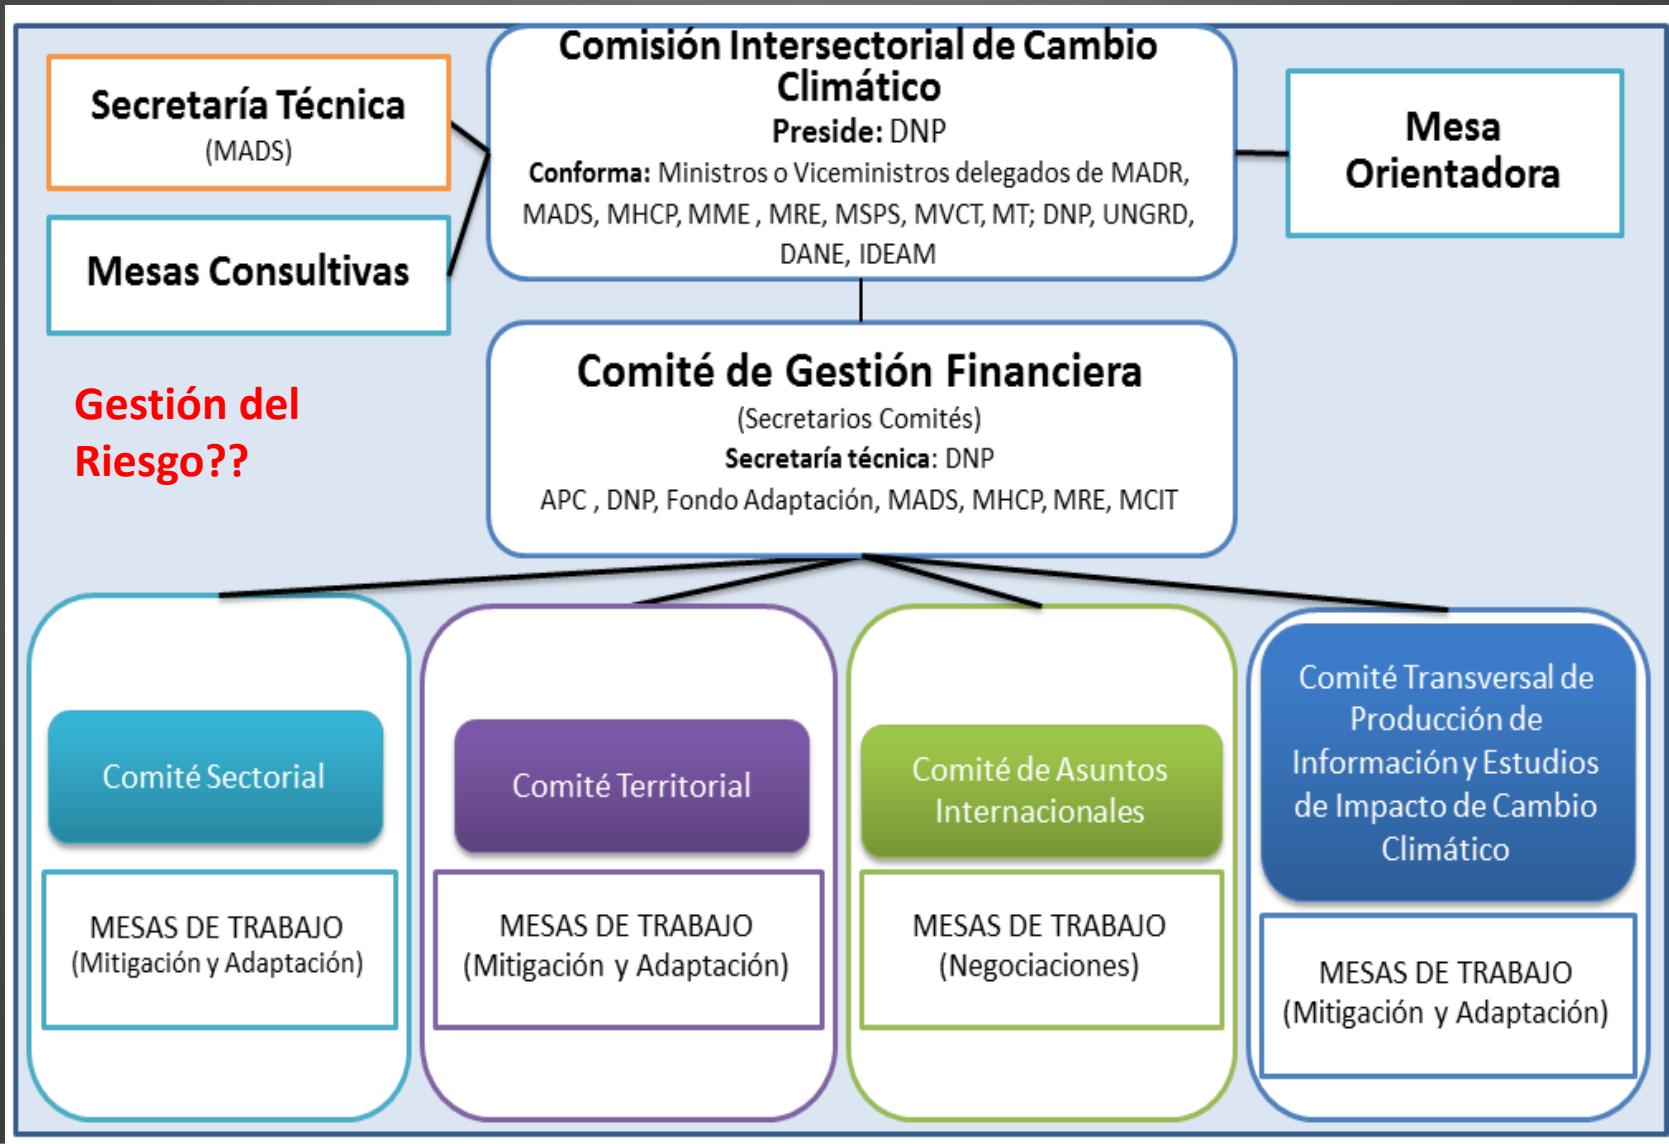 Comisión Intersectorial de Cambio
Climático
Preside: DNP
Conforma: Ministros o Viceministros delegados de MADR,
MADS, MHCP, MME , MRE, MSPS, MVCT, MT; DNP, UNGRD,
DANE, IDEAM
Secretaría Técnica
(MADS)
Mesas Consultivas
Mesa
Orientadora
Gestión del
Riesgo??
Comité de Gestión Financiera
(Secretarios Comités)
Secretaría técnica: DNP
APC , DNP, Fondo Adaptación, MADS, MHCP, MRE, MCIT
Comité Sectorial
MESAS DE TRABAJO
(Mitigación y Adaptación)
Comité Territorial
MESAS DE TRABAJO
(Mitigación y Adaptación)
Comité de Asuntos
Internacionales
MESAS DE TRABAJO
(Negociaciones)
Comité Transversal de
Producción de
Información y Estudios
de Impacto de Cambio
Climático
MESAS DE TRABAJO
(Mitigación y Adaptación)